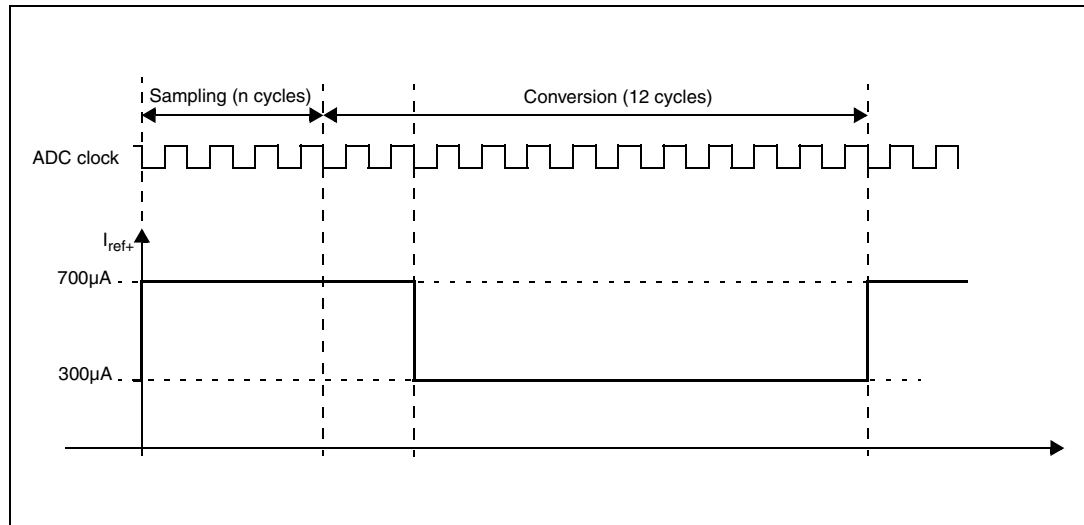 Sampling (n cycles)
Conversion (12 cycles)
ADC clock
Iref+
700µA
300µA